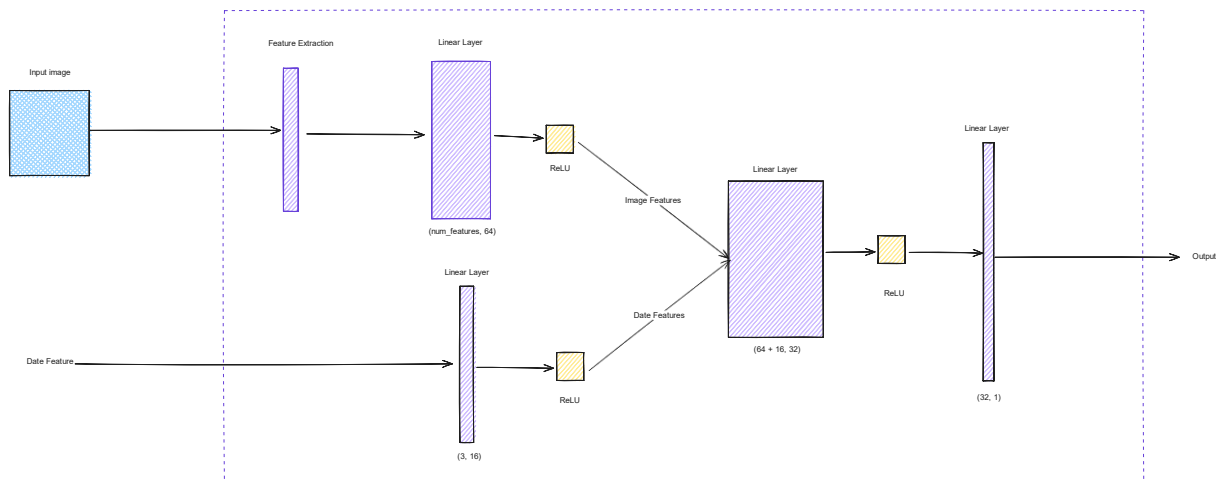 Feature Extraction
Linear Layer
Input image
Linear Layer
ReLU
Linear Layer
Image Features
(num_features, 64)
Output
Linear Layer
ReLU
Date Features
(64 + 16, 32)
Date Feature
ReLU
(32, 1)
(3, 16)